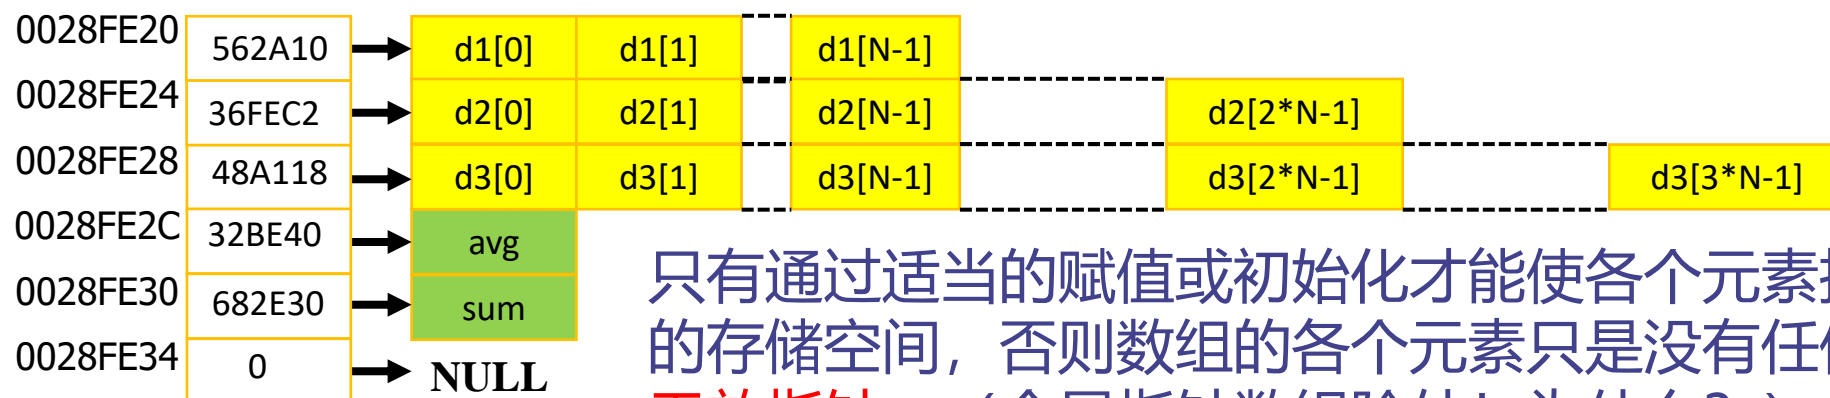 0028FE20 562A10 d1[0] d1[1] d1[N-1]
0028FE24 36FEC2 d2[0] d2[1] d2[N-1] d2[2*N-1]
0028FE28 48A118 d3[0] d3[1] d3[N-1] d3[2*N-1] d3[3*N-1]
0028FE2C 32BE40 avg
0028FE30 682E30 sum
0028FE34 0 NULL
只有通过适当的赋值或初始化才能使各个元素
的存储空间，否则数组的各个元素只是没有任